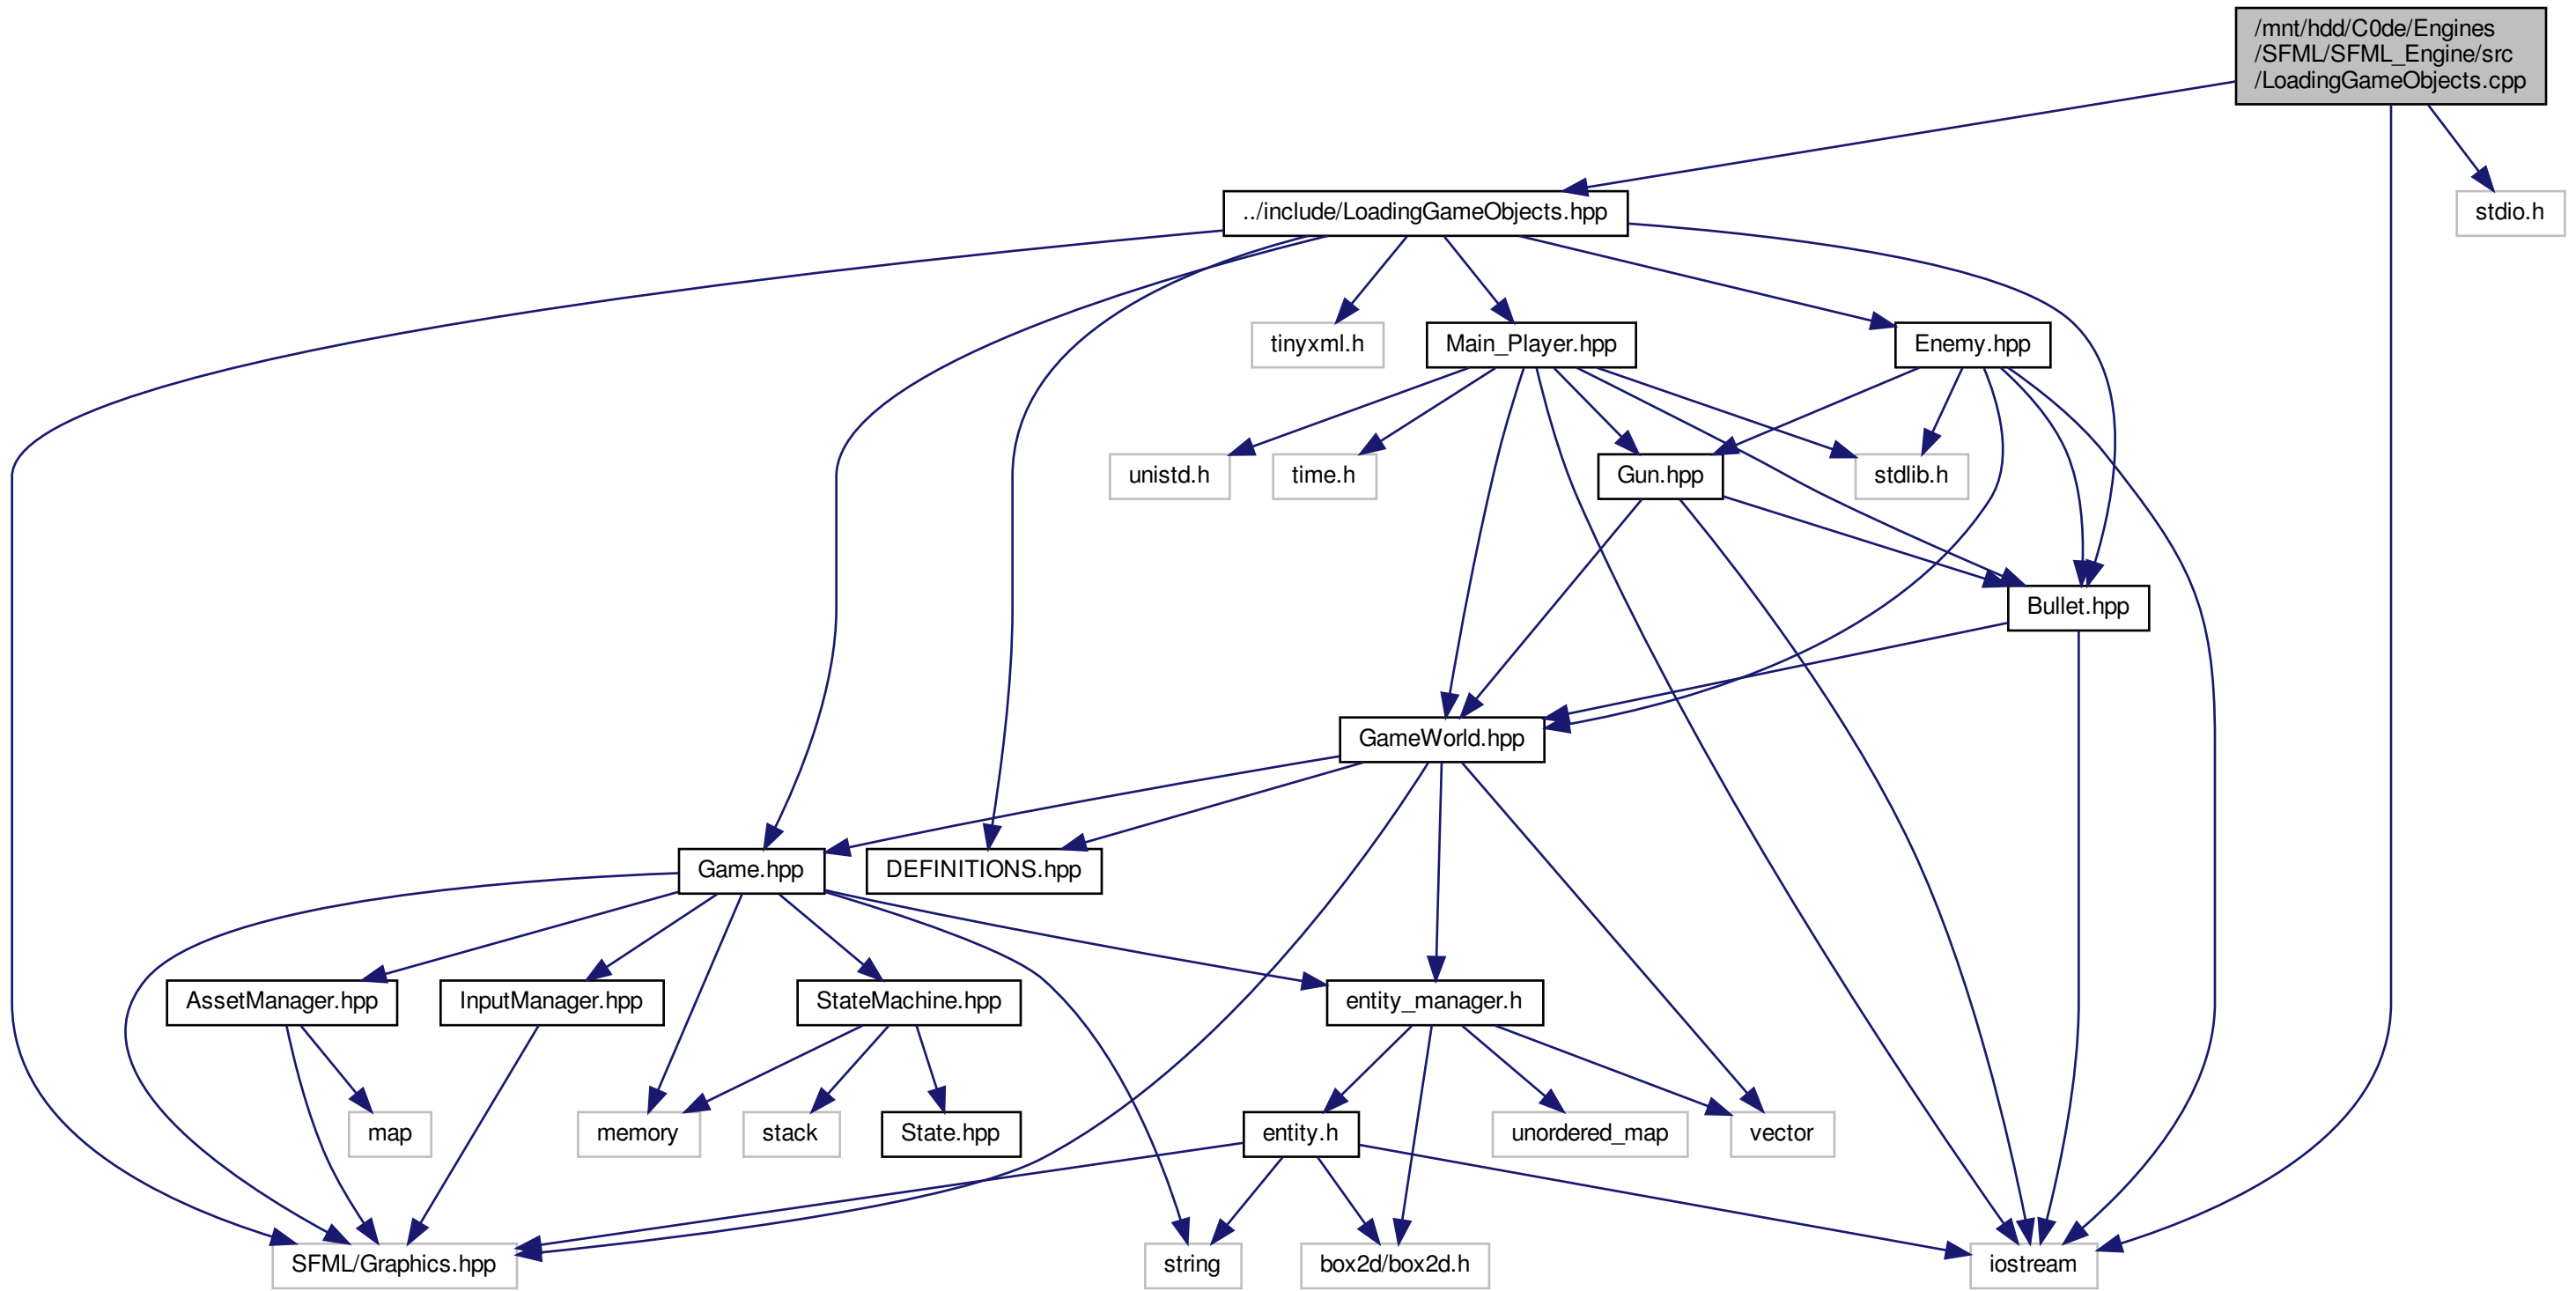 /mnt/hdd/C0de/Engines
/SFML/SFML_Engine/src
/LoadingGameObjects.cpp
../include/LoadingGameObjects.hpp
stdio.h
tinyxml.h
Main_Player.hpp
Enemy.hpp
unistd.h
time.h
Gun.hpp
stdlib.h
Bullet.hpp
GameWorld.hpp
Game.hpp
DEFINITIONS.hpp
AssetManager.hpp
InputManager.hpp
StateMachine.hpp
entity_manager.h
map
memory
stack
State.hpp
entity.h
unordered_map
vector
SFML/Graphics.hpp
string
box2d/box2d.h
iostream